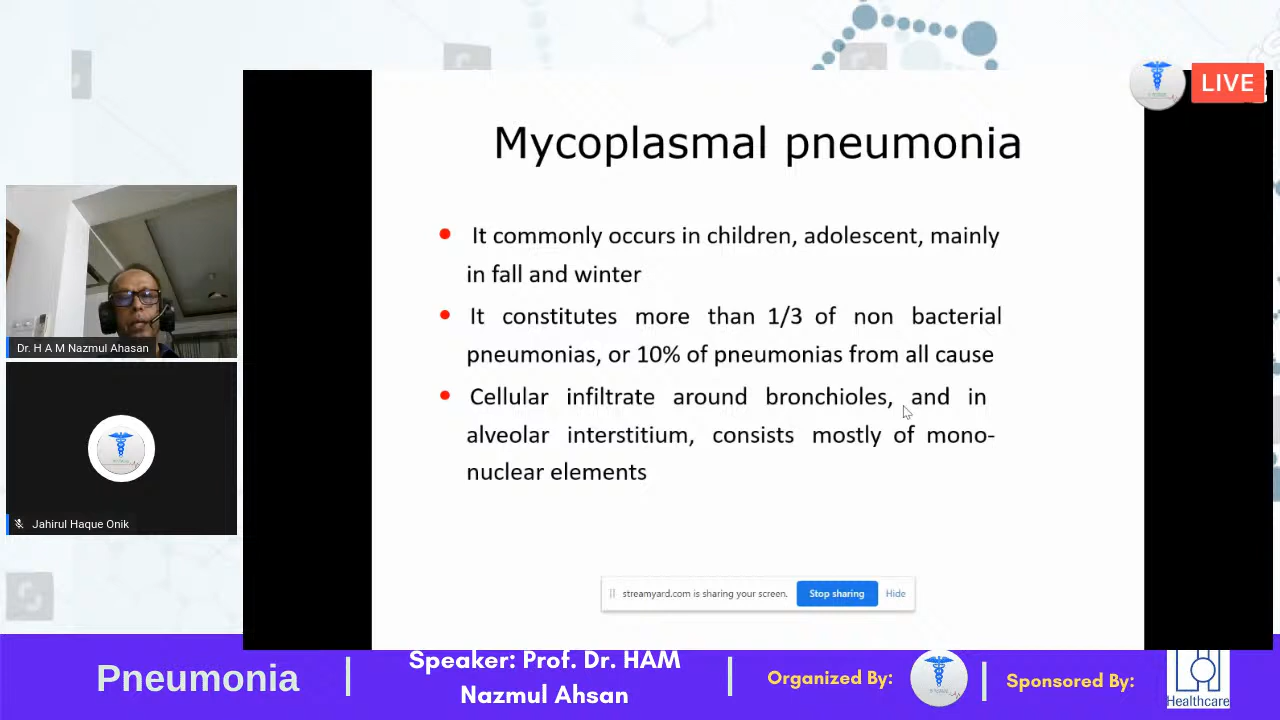 LIVE
Mycoplasmal pneumonia
It commonly occurs in children, adolescent, mainly
in fall and winter
It constitutes more than 1/3 of non bacterial
pneumonias, or 10% of pneumonias from all cause
Cellular infiltrate around bronchioles, and in
alveolar interstitium, consists mostly of mono-
nuclear elements
Dr. H A M Nazmul Ahasan
Jahirul Haque Onik
streamyard.com is sharing your screen.
Stop sharing
Hide
Pneumonia
Speaker: Prof. Dr. HAM
Nazmul Ahsan
Organized By:
Sponsored By:
Healthcare